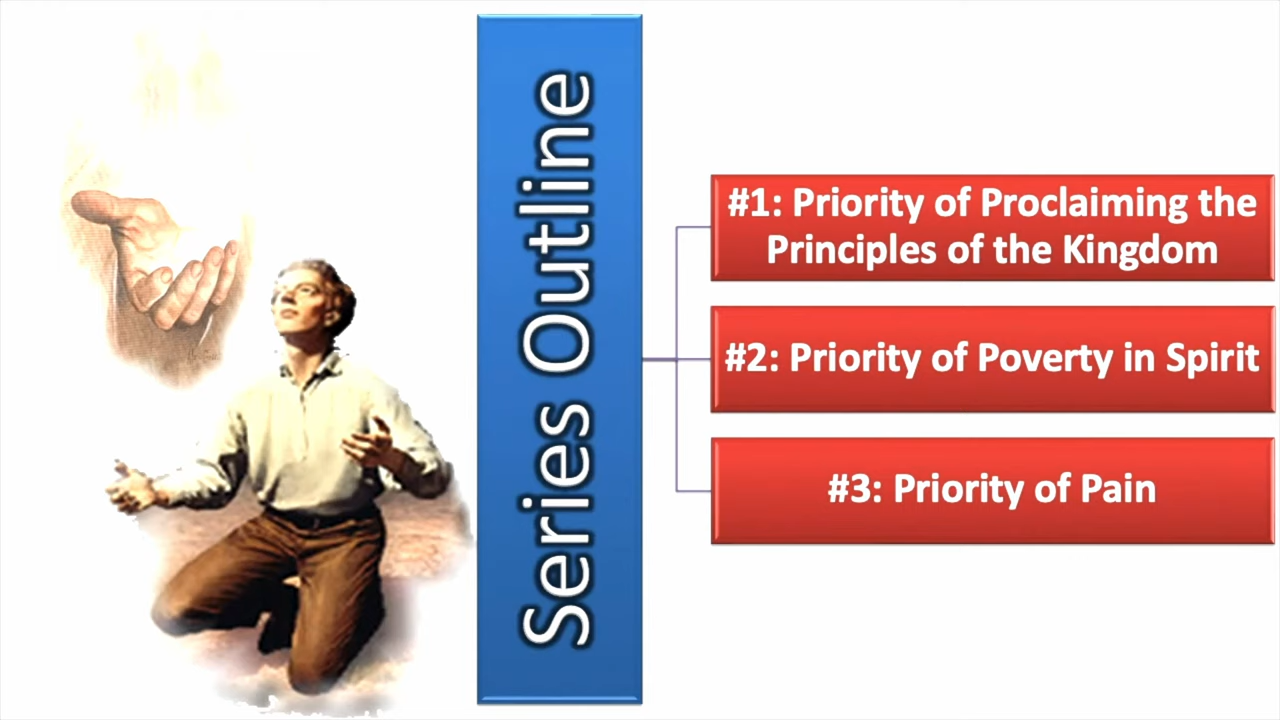 Series Outline
#1: Priority of Proclaiming the
Principles of the Kingdom
#2: Priority of Poverty in Spirit
#3: Priority of Pain